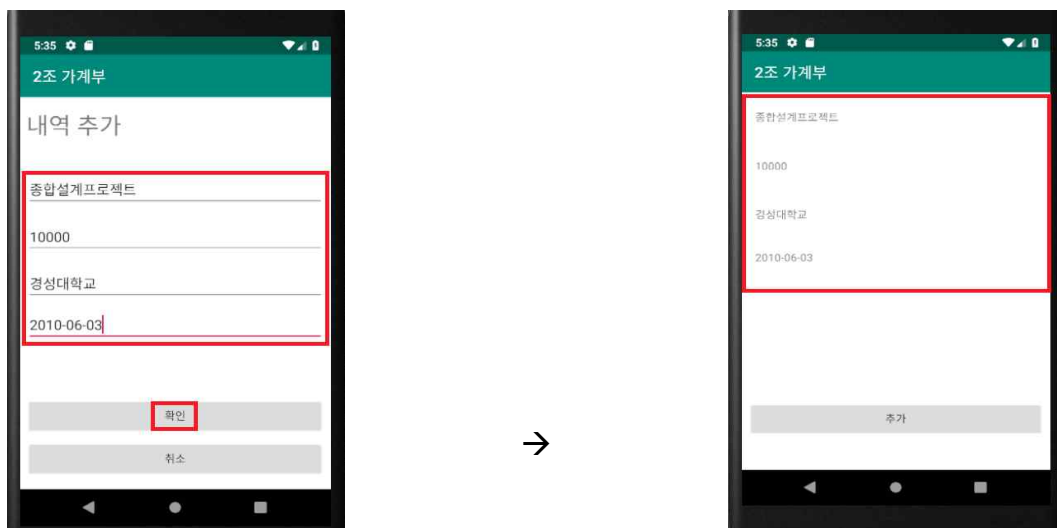 5:35
2조 가계부
내역 추가
종합설계프로젝트
10000
경성대학교
2010-06-03
확인
취소
→
5:35
2조 가계부
종합설계프로젝트
10000
경성대학교
2010-06-03
추가